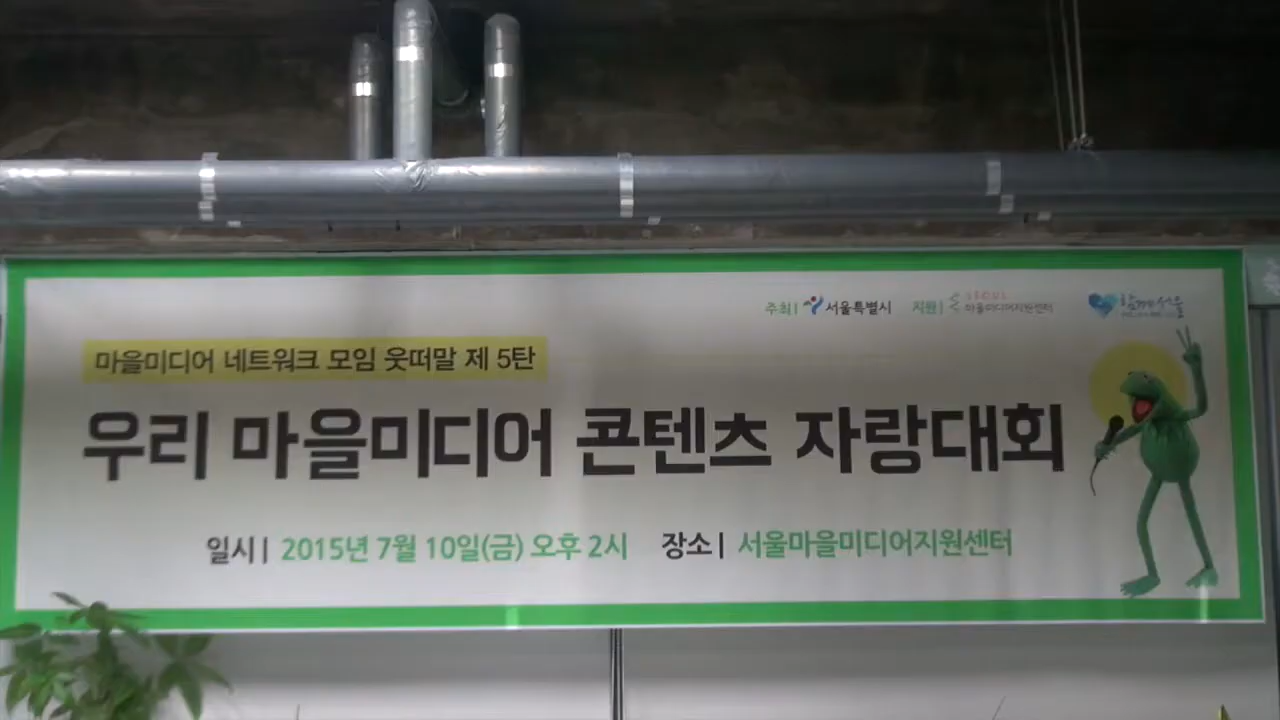 주최 | 서울특별시 지원 | SEOUL 마을미디어지원센터 함께서울
마을미디어 네트워크 모임 웃떠말 제 5탄
우리 마을미디어 콘텐츠 자랑대회
일시 | 2015년 7월 10일(금) 오후 2시 장소 | 서울마을미디어지원센터